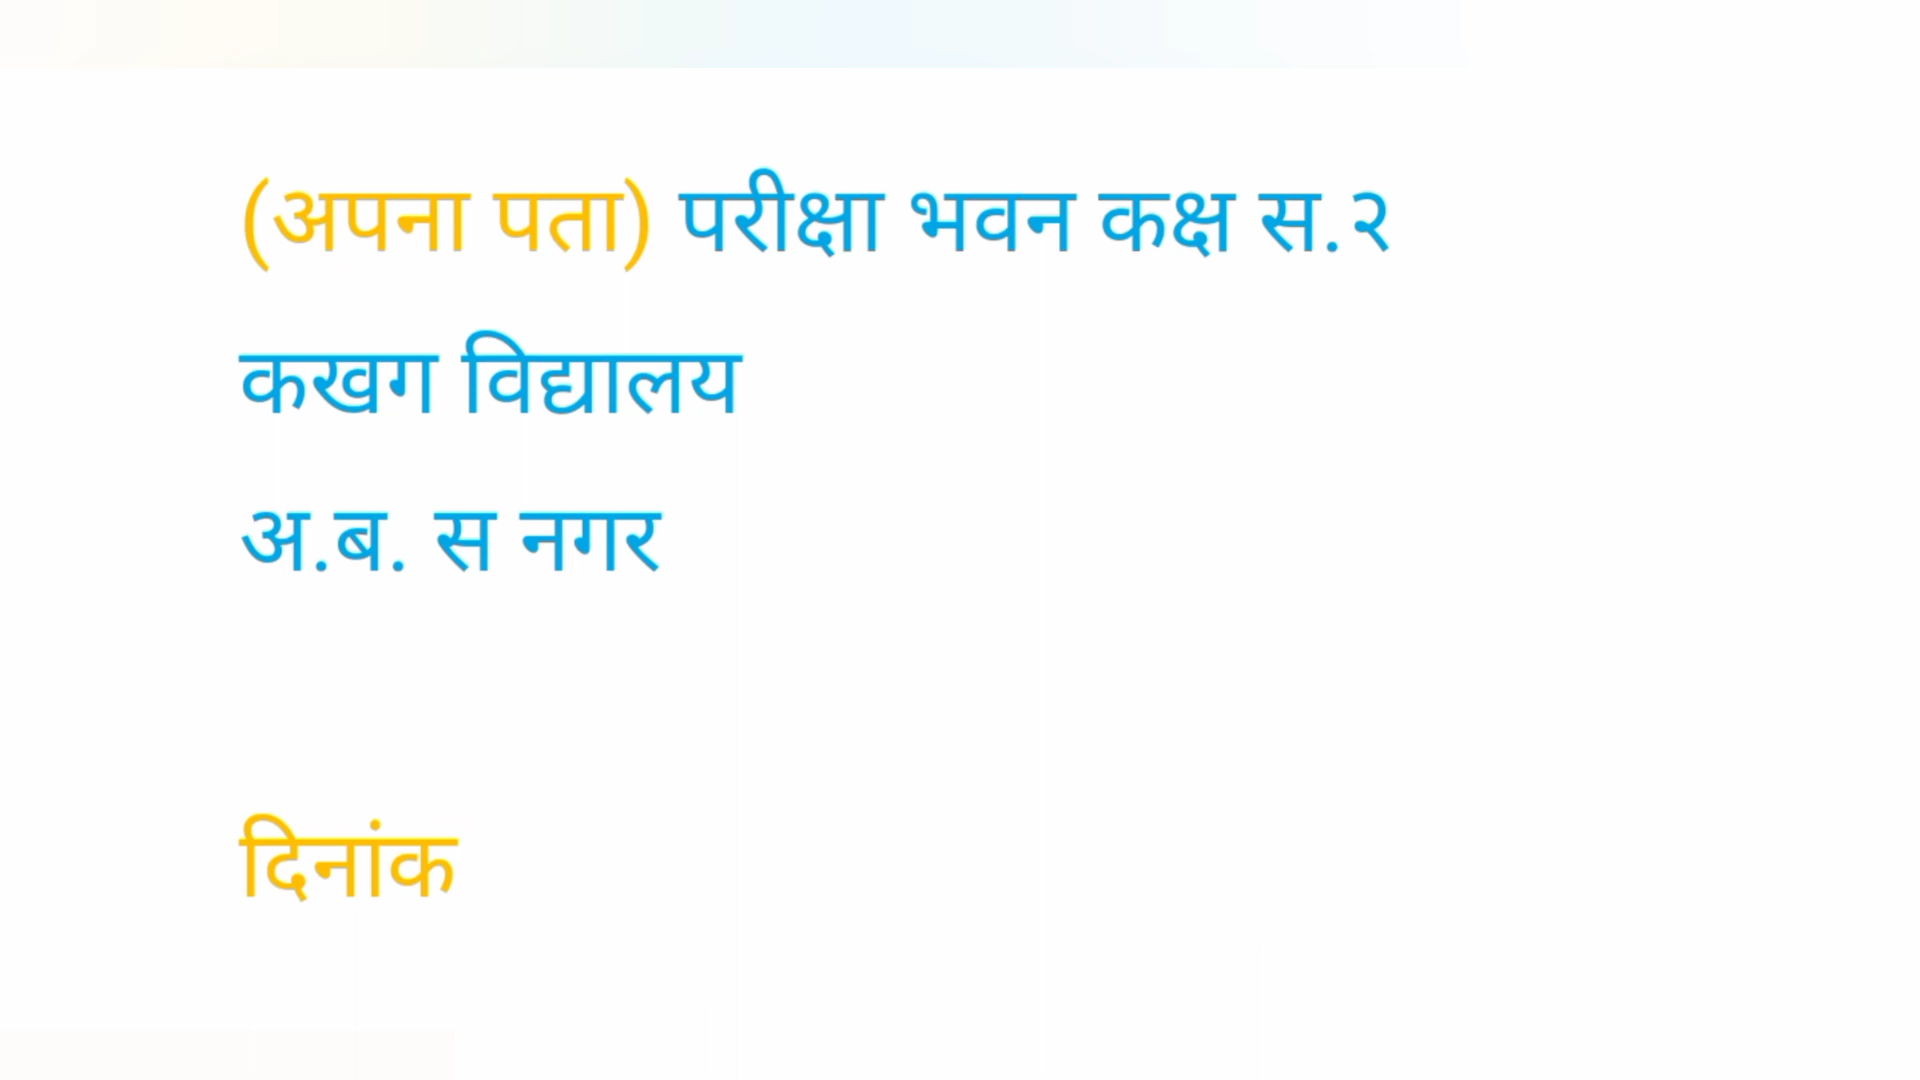 (अपना पता) परीक्षा भवन कक्ष स.२
कखग विद्यालय
अ.ब. स नगर
दिनांक